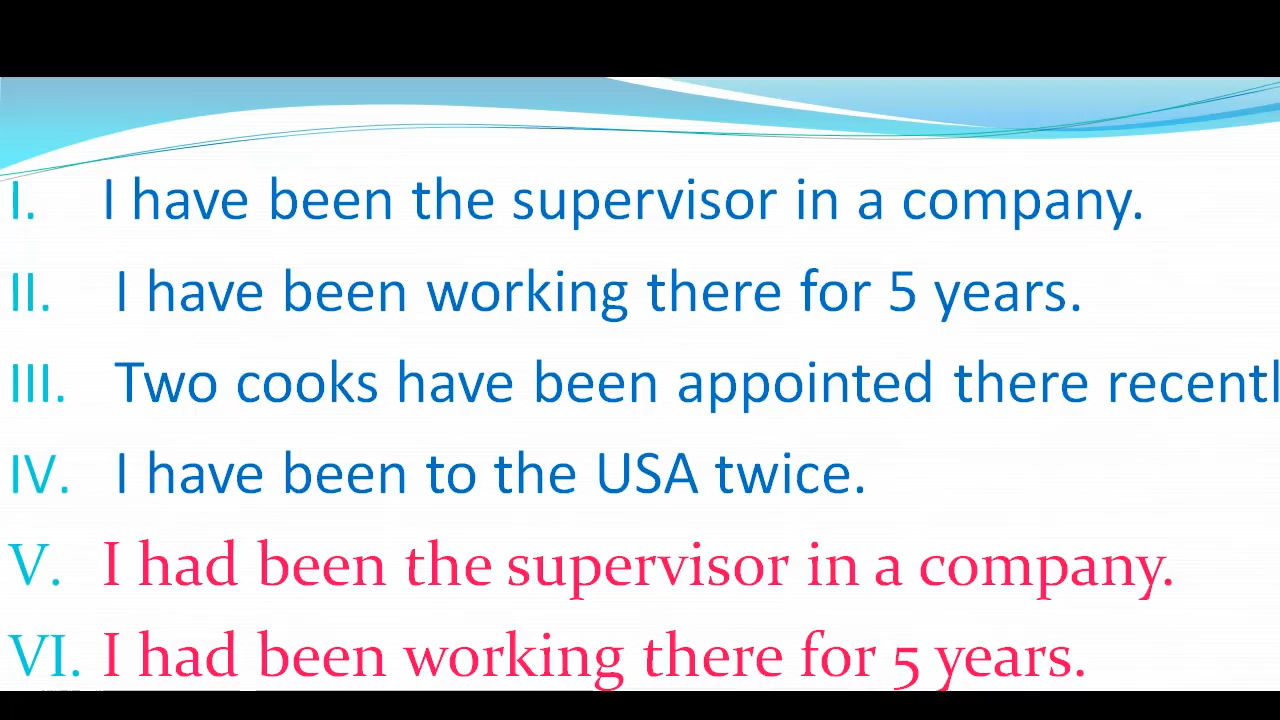 I. I have been the supervisor in a company.
II. I have been working there for 5 years.
III. Two cooks have been appointed there recentl
IV. I have been to the USA twice.
V. I had been the supervisor in a company.
VI. I had been working there for 5 years.